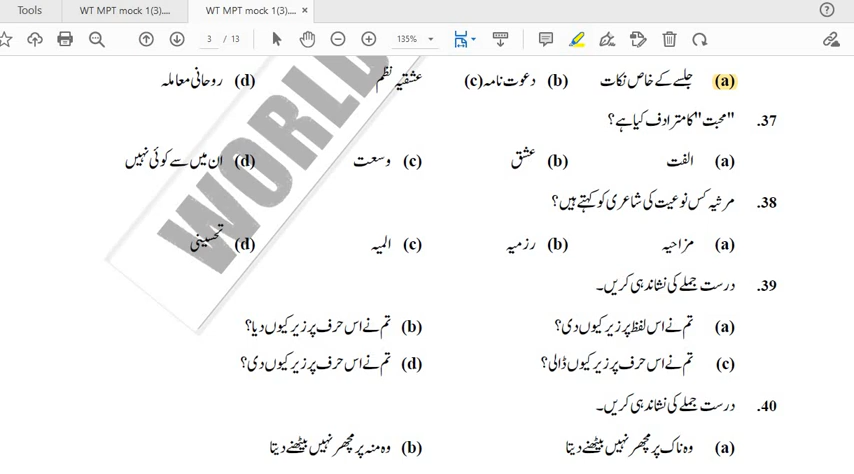 Tools WT MPT mock 1(3).... WT MPT mock 1(3).... ×
3 / 13 135%
(a) جلسے کے خاص نکات (b) دعوت نامہ (c) عشقیہ نظم (d) روحانی معاملہ
.37 "محبت" کا مترادف کیا ہے؟
(a) الفت (b) عشق (c) وسعت (d) ان میں سے کوئی نہیں
.38 مرثیہ کس نوعیت کی شاعری کو کہتے ہیں؟
(a) مزاحیہ (b) رزمیہ (c) المیہ (d) تحسینی
.39 درست جملے کی نشاندہی کریں۔
(a) تم نے اس لفظ پر زیر کیوں دی؟ (b) تم نے اس حرف پر زیر کیوں دیا؟
(c) تم نے اس حرف پر زیر کیوں ڈالی؟ (d) تم نے اس حرف پر زیر کیوں دی؟
.40 درست جملے کی نشاندہی کریں۔
(a) وہ ناک پر مچھر نہیں بیٹھنے دیتا (b) وہ منہ پر مچھر نہیں بیٹھنے دیتا
WORLD